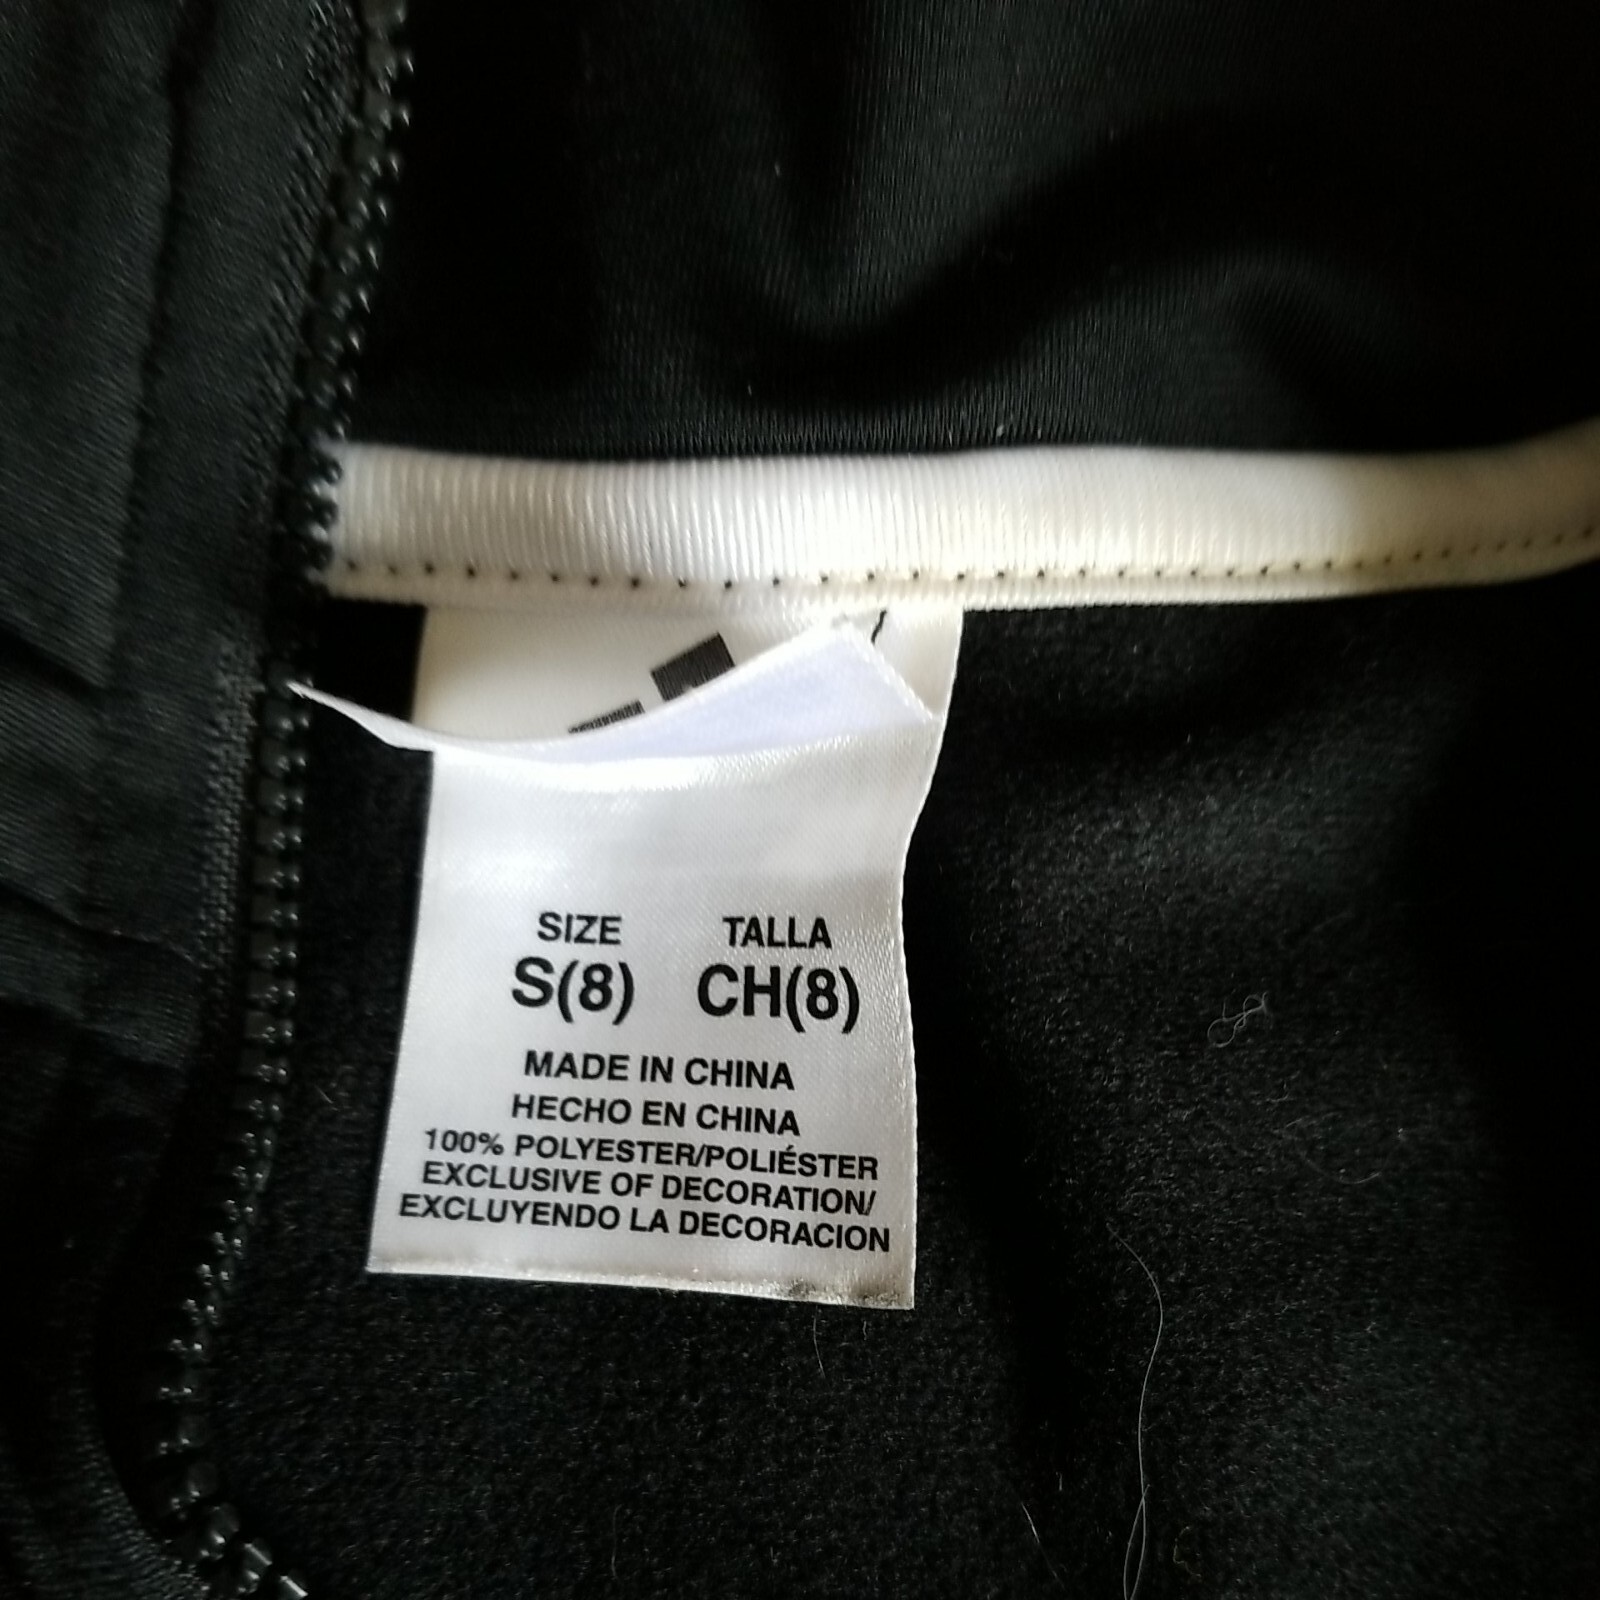 SIZE TALLA
S(8) CH(8)
MADE IN CHINA
HECHO EN CHINA
100% POLYESTER/POLIÉSTER
EXCLUSIVE OF DECORATION/
EXCLUYENDO LA DECORACION